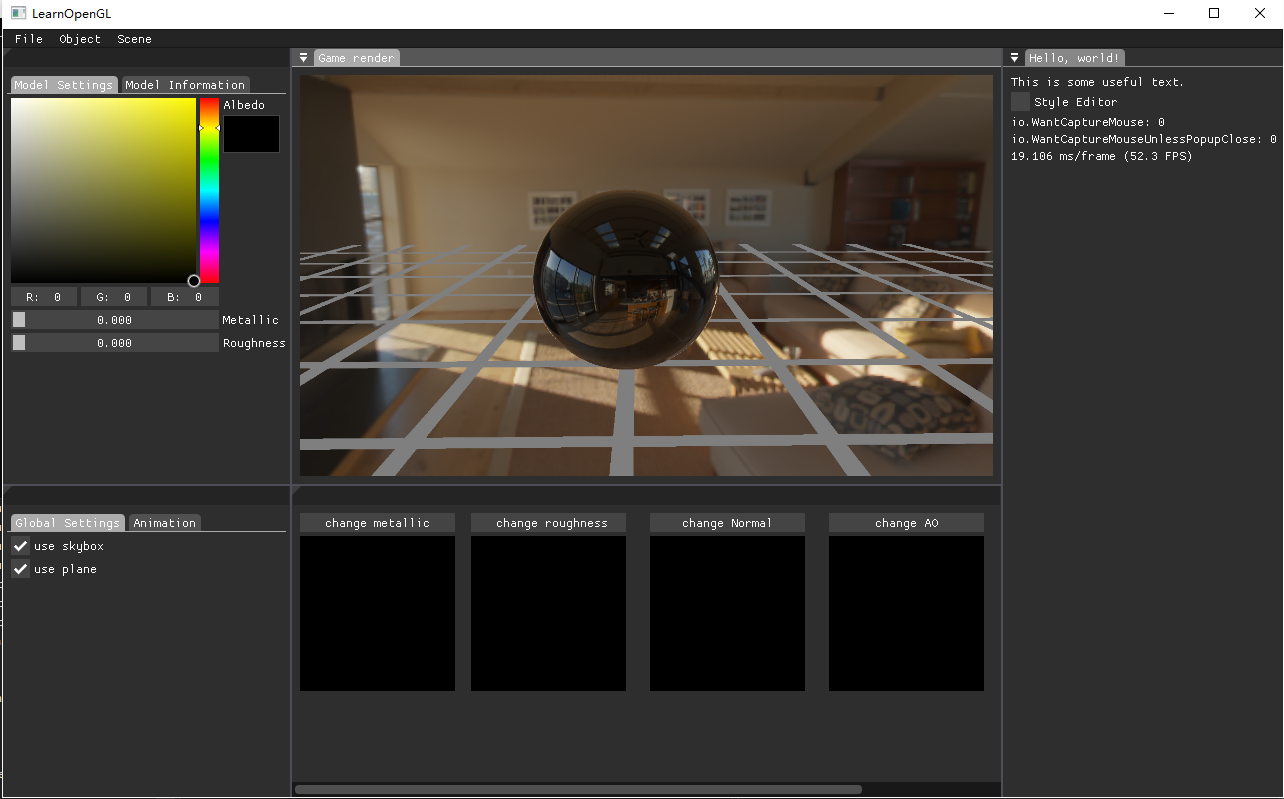 LearnOpenGL
File Object Scene
Model Settings Model Information
Albedo
R: 0 G: 0 B: 0
0.000 Metallic
0.000 Roughness
Game render
Hello, world!
This is some useful text.
Style Editor
io.WantCaptureMouse: 0
io.WantCaptureMouseUnlessPopupClose: 0
19.106 ms/frame (52.3 FPS)
Global Settings Animation
use skybox
use plane
change metallic change roughness change Normal change AO